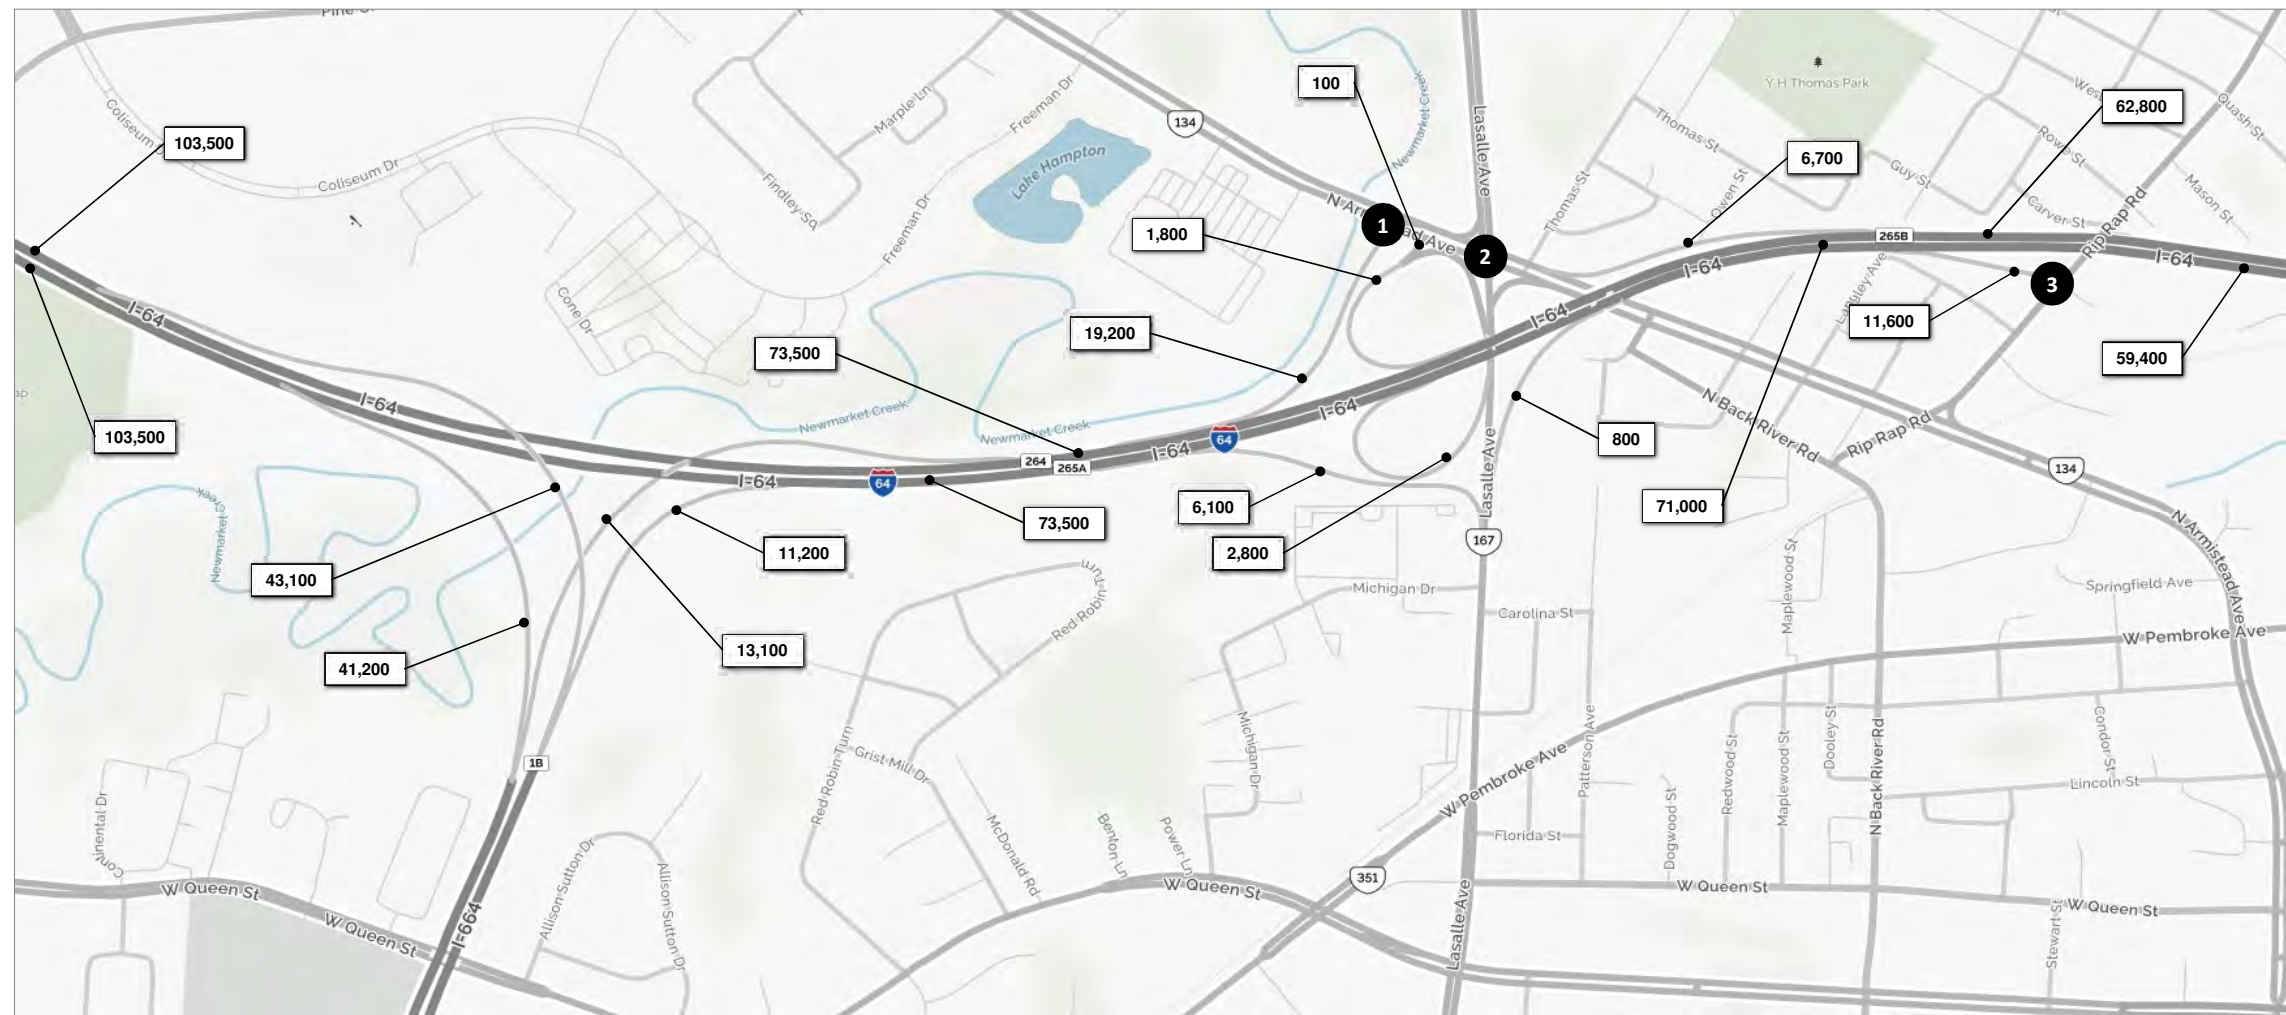 Coliseum Dr
103,500
Coliseum Dr
Marple Ln
Freeman Dr
134
100
Newmarket Creek
Lasalle Ave
Y H Thomas Park
62,800
Quash St
Thomas St
6,700
Rowe St
Guy St
Mason St
Lake Hampton
Findley Sq
Freeman Dr
1,800
1
2
Thomas St
Owen St
Carver St
Rip Rap Rd
265B
I-64
I-64
I-64
3
Langley Ave
11,600
59,400
I-64
Cone Dr
73,500
19,200
I-64
I-64
103,500
Newmarket Creek
Newmarket Creek
I-64
64
264
265A
I-64
64
800
N Back River Rd
Rip Rap Rd
134
Lasalle Ave
6,100
2,800
71,000
73,500
11,200
43,100
Newmarket Creek
167
N Armistead Ave
Red Robin Turn
Michigan Dr
Carolina St
Maplewood St
Springfield Ave
W Pembroke Ave
13,100
41,200
1B
Red Robin Turn
Grist Mill Dr
Michigan Dr
W Pembroke Ave
Patterson Ave
Redwood St
Maplewood St
Dooley St
N Back River Rd
Condor St
Lincoln St
Continental Dr
McDonald Rd
Benton Ln
Power Ln
Florida St
Dogwood St
Allison Sutton Dr
Allison Sutton Dr
351
W Queen St
W Queen St
W Queen St
W Queen St
W Queen St
I-664
Lasalle Ave
Stewart St